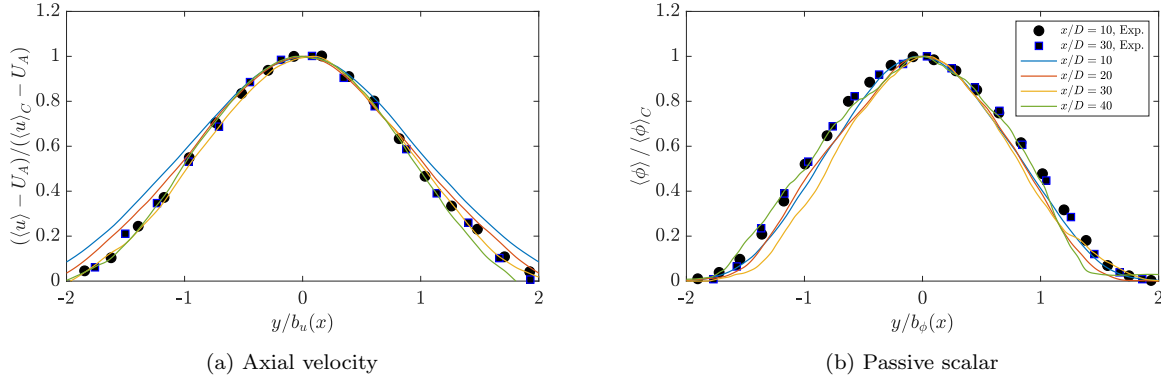 1.2
1
0.8
0.6
0.4
0.2
0
-2
-1
0
1
2
(⟨u⟩ − U_A)/(⟨u⟩_C − U_A)
y/b_u(x)
(a) Axial velocity
1.2
1
0.8
0.6
0.4
0.2
0
-2
-1
0
1
2
⟨ϕ⟩ / ⟨ϕ⟩_C
y/b_ϕ(x)
x/D = 10, Exp.
x/D = 30, Exp.
x/D = 10
x/D = 20
x/D = 30
x/D = 40
(b) Passive scalar